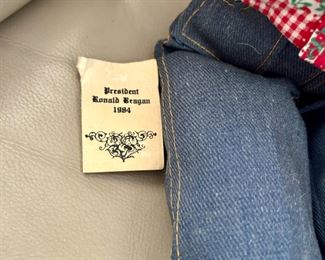 President
Ronald Reagan
1984